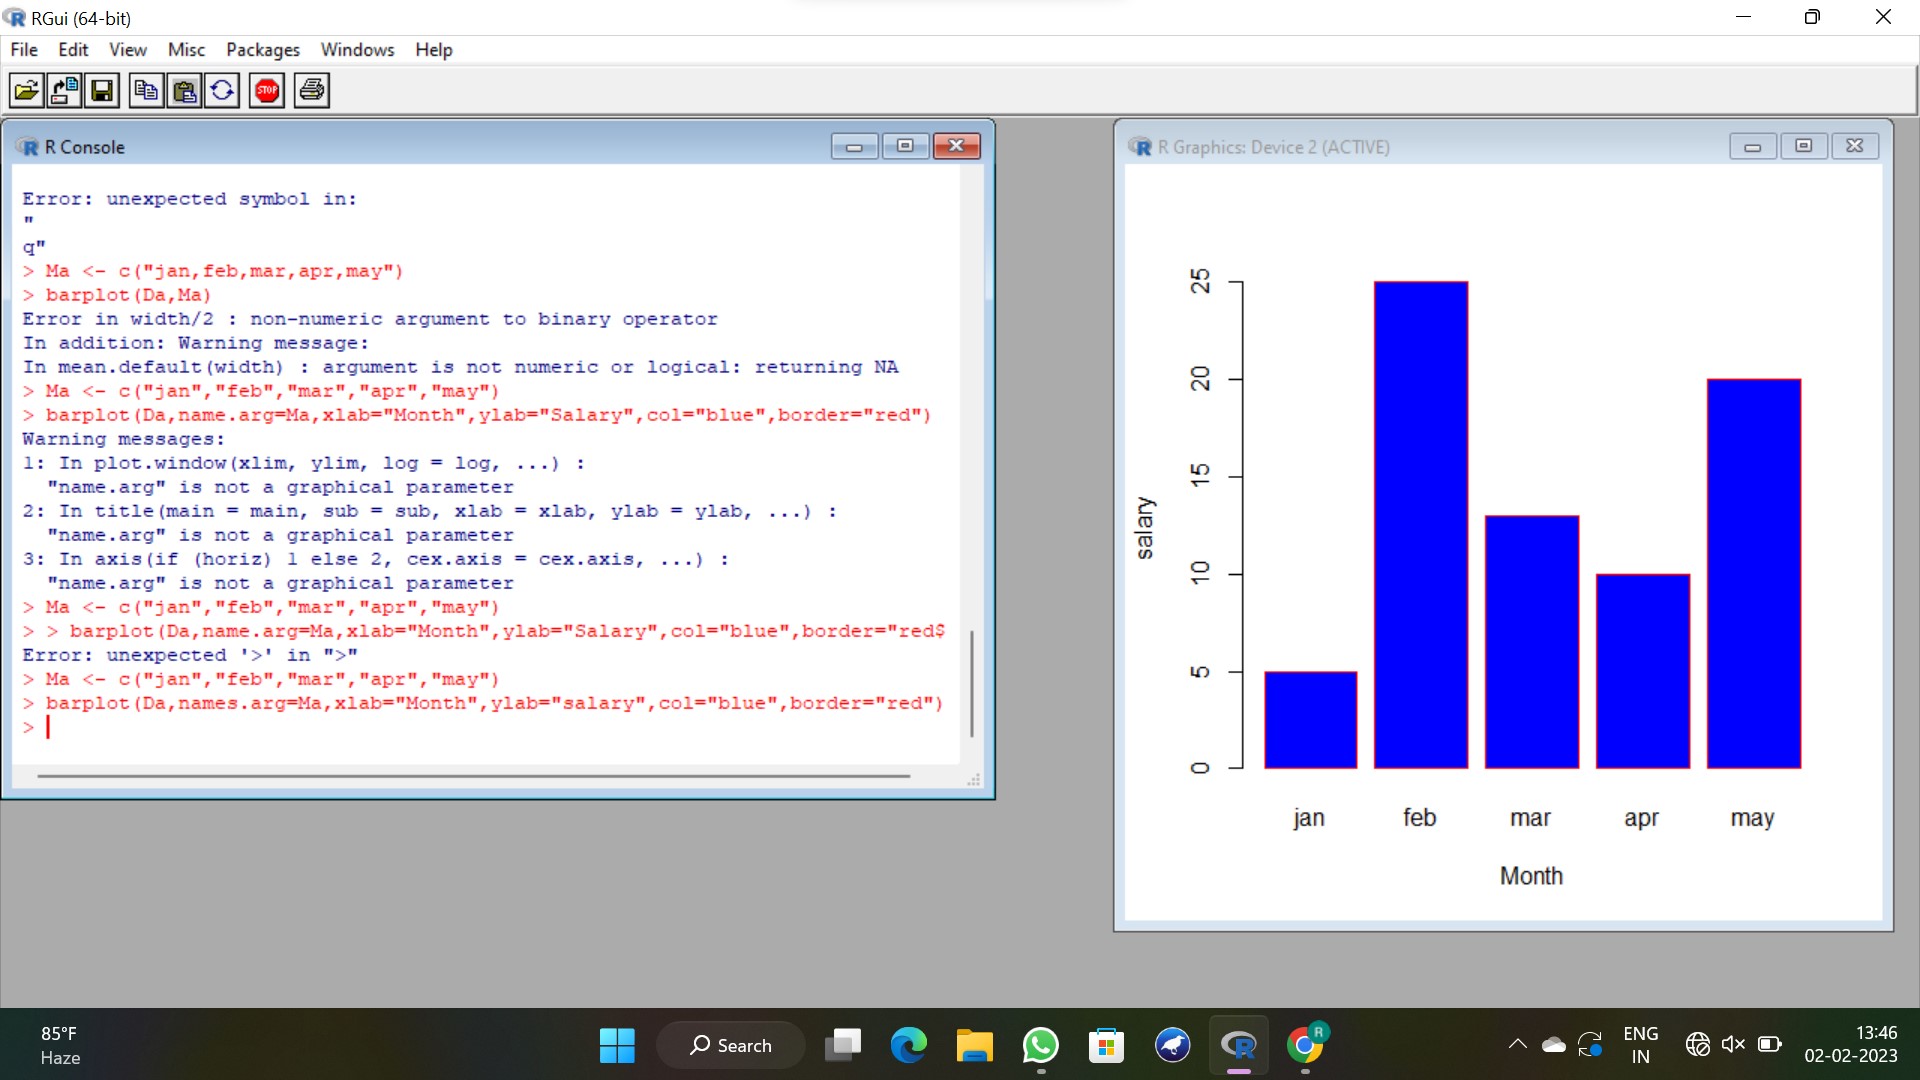 RGui (64-bit)
File Edit View Misc Packages Windows Help
STOP
R Console
Error: unexpected symbol in:
"
q"
> Ma <- c("jan,feb,mar,apr,may")
> barplot(Da,Ma)
Error in width/2 : non-numeric argument to binary operator
In addition: Warning message:
In mean.default(width) : argument is not numeric or logical: returning NA
> Ma <- c("jan","feb","mar","apr","may")
> barplot(Da,name.arg=Ma,xlab="Month",ylab="Salary",col="blue",border="red")
Warning messages:
1: In plot.window(xlim, ylim, log = log, ...) :
"name.arg" is not a graphical parameter
2: In title(main = main, sub = sub, xlab = xlab, ylab = ylab, ...) :
"name.arg" is not a graphical parameter
3: In axis(if (horiz) 1 else 2, cex.axis = cex.axis, ...) :
"name.arg" is not a graphical parameter
> Ma <- c("jan","feb","mar","apr","may")
> > barplot(Da,name.arg=Ma,xlab="Month",ylab="Salary",col="blue",border="red$
Error: unexpected '>' in ">"
> Ma <- c("jan","feb","mar","apr","may")
> barplot(Da,names.arg=Ma,xlab="Month",ylab="salary",col="blue",border="red")
>
R Graphics: Device 2 (ACTIVE)
25
20
15
10
5
0
salary
jan feb mar apr may
Month
85°F
Haze
Search
R
ENG
IN
13:46
02-02-2023